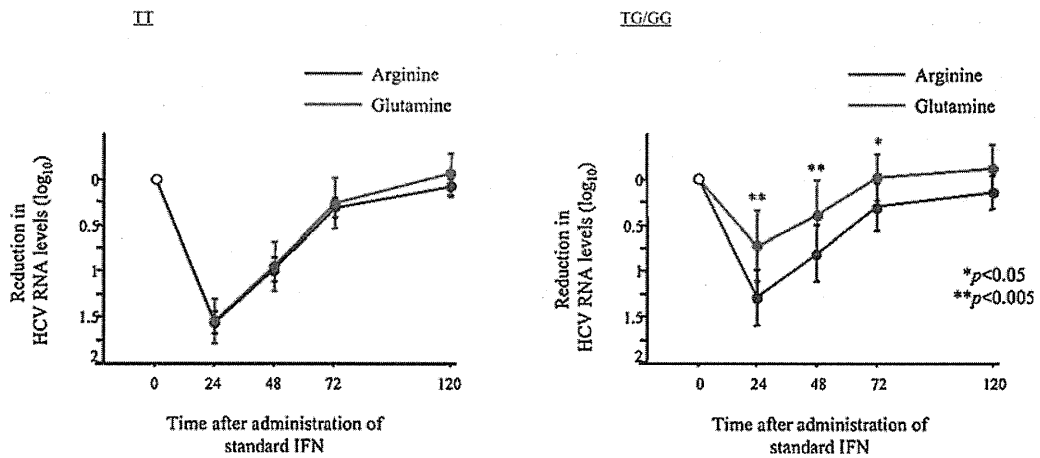 TT
Arginine
Glutamine
Reduction in
HCV RNA levels (log10)
0
0.5
1
1.5
2
0
24
48
72
120
Time after administration of
standard IFN
TG/GG
Arginine
Glutamine
Reduction in
HCV RNA levels (log10)
0
0.5
1
1.5
2
**
**
*
*p<0.05
**p<0.005
0
24
48
72
120
Time after administration of
standard IFN